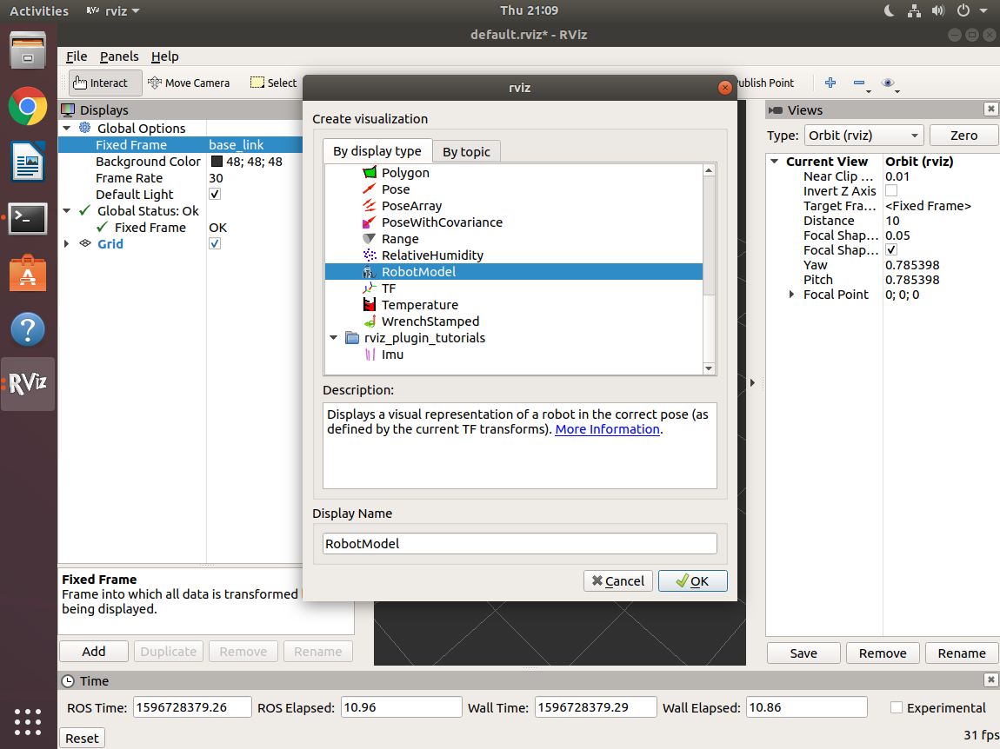 Activities
rviz
Thu 21:09
default.rviz* - RViz
File Panels Help
Interact Move Camera Select
ublish Point
Displays
Global Options
Fixed Frame base_link
Background Color 48; 48; 48
Frame Rate 30
Default Light
Global Status: Ok
Fixed Frame OK
Grid
Fixed Frame
Frame into which all data is transformed
being displayed.
Add Duplicate Remove Rename
RViz
rviz
Create visualization
By display type By topic
Polygon
Pose
PoseArray
PoseWithCovariance
Range
RelativeHumidity
RobotModel
TF
Temperature
WrenchStamped
rviz_plugin_tutorials
Imu
Description:
Displays a visual representation of a robot in the correct pose (as
defined by the current TF transforms). More Information.
Display Name
RobotModel
Cancel OK
Views
Type: Orbit (rviz) Zero
Current View Orbit (rviz)
Near Clip ... 0.01
Invert Z Axis
Target Fra... <Fixed Frame>
Distance 10
Focal Shap... 0.05
Focal Shap...
Yaw 0.785398
Pitch 0.785398
Focal Point 0; 0; 0
Save Remove Rename
Time
ROS Time: 1596728379.26 ROS Elapsed: 10.96 Wall Time: 1596728379.29 Wall Elapsed: 10.86 Experimental
Reset
31 fps